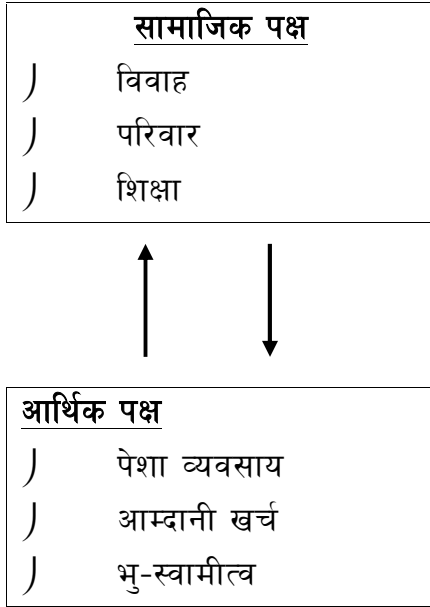 सामाजिक पक्ष
) विवाह
) परिवार
) शिक्षा
आर्थिक पक्ष
) पेशा व्यवसाय
) आम्दानी खर्च
) भु-स्वामीत्व